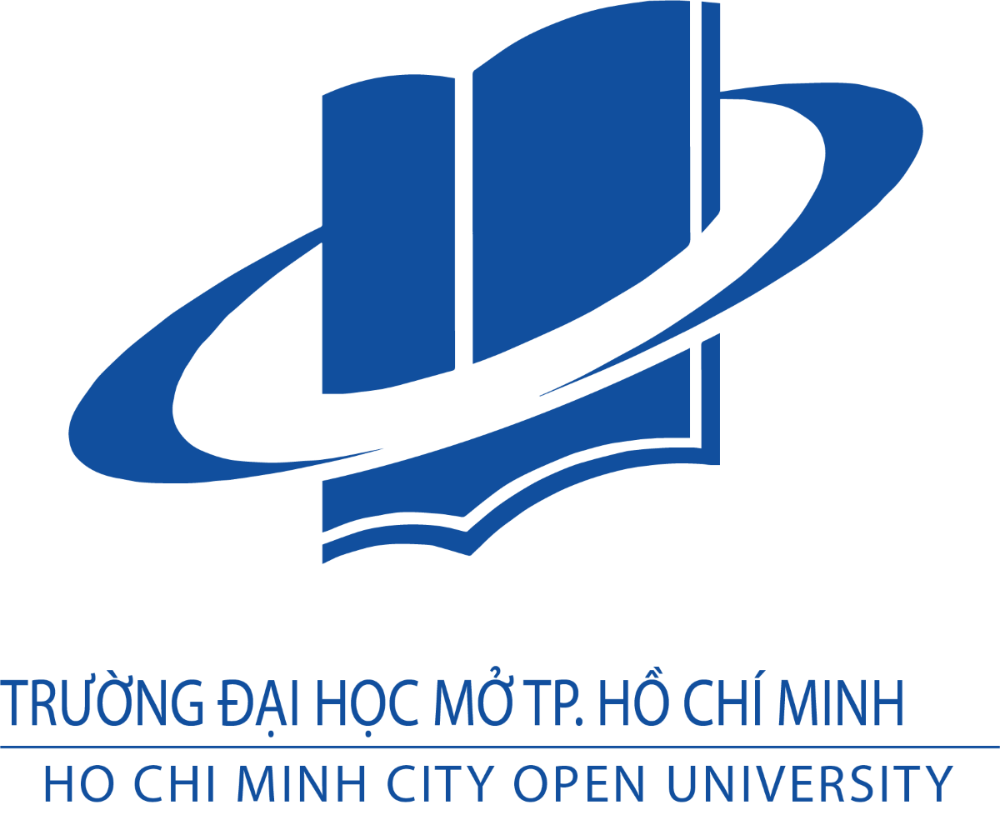 TRƯỜNG ĐẠI HỌC MỞ TP. HỒ CHÍ MINH
HO CHI MINH CITY OPEN UNIVERSITY